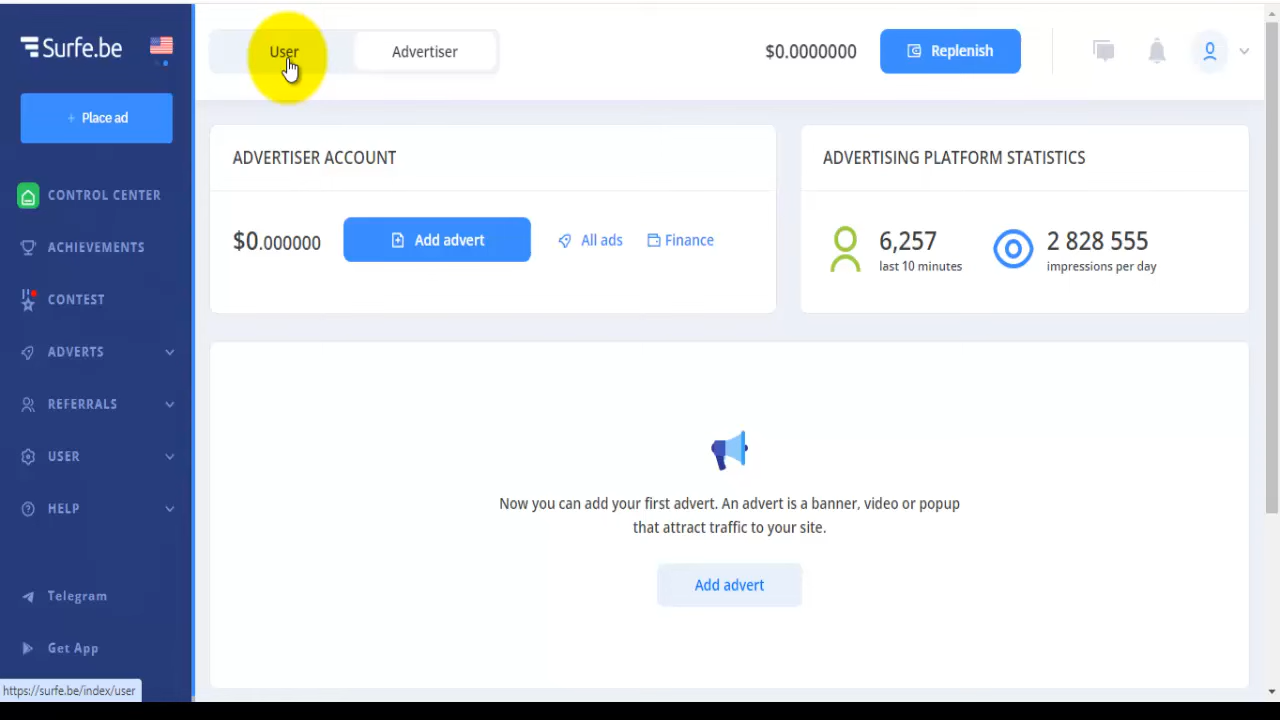 Surfe.be
User
Advertiser
$0.0000000
Replenish
+ Place ad
CONTROL CENTER
ACHIEVEMENTS
CONTEST
ADVERTS
REFERRALS
USER
HELP
Telegram
Get App
https://surfe.be/index/user
ADVERTISER ACCOUNT
$0.000000
Add advert
All ads
Finance
ADVERTISING PLATFORM STATISTICS
6,257
last 10 minutes
2 828 555
impressions per day
Now you can add your first advert. An advert is a banner, video or popup
that attract traffic to your site.
Add advert